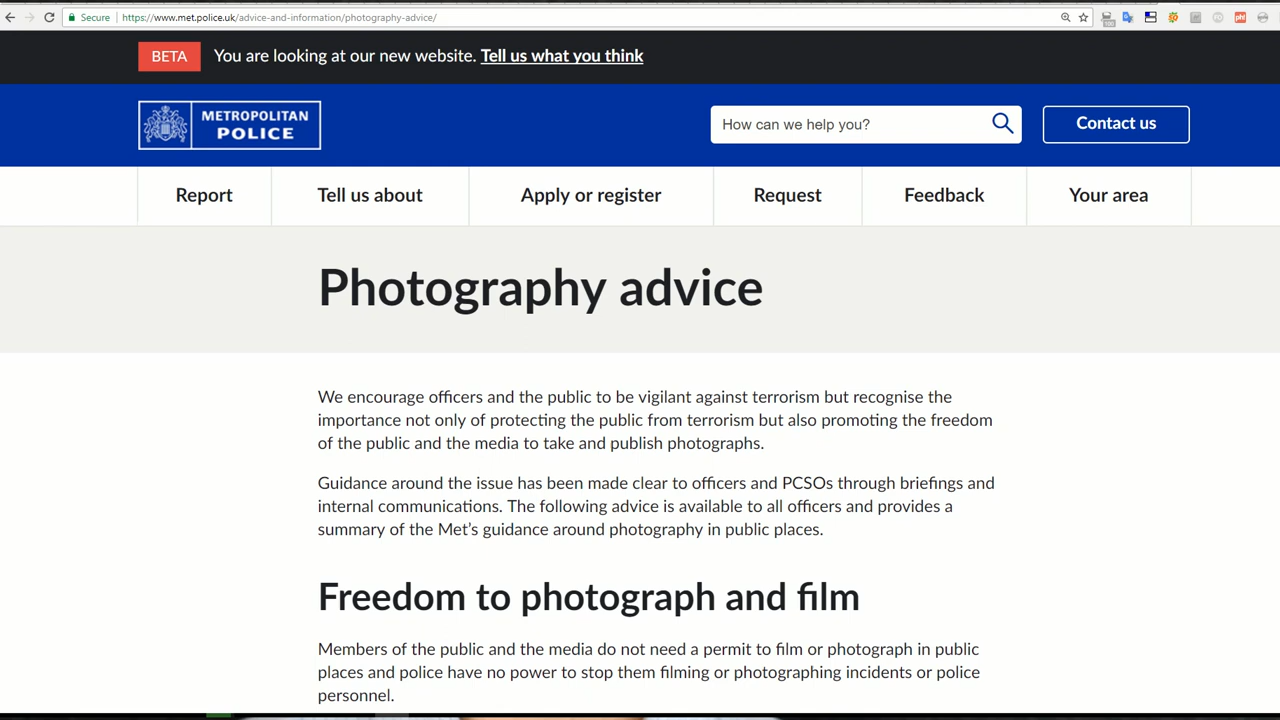 Secure https://www.met.police.uk/advice-and-information/photography-advice/
BETA You are looking at our new website. Tell us what you think
METROPOLITAN
POLICE
How can we help you?
Contact us
Report Tell us about Apply or register Request Feedback Your area
Photography advice
We encourage officers and the public to be vigilant against terrorism but recognise the
importance not only of protecting the public from terrorism but also promoting the freedom
of the public and the media to take and publish photographs.
Guidance around the issue has been made clear to officers and PCSOs through briefings and
internal communications. The following advice is available to all officers and provides a
summary of the Met’s guidance around photography in public places.
Freedom to photograph and film
Members of the public and the media do not need a permit to film or photograph in public
places and police have no power to stop them filming or photographing incidents or police
personnel.